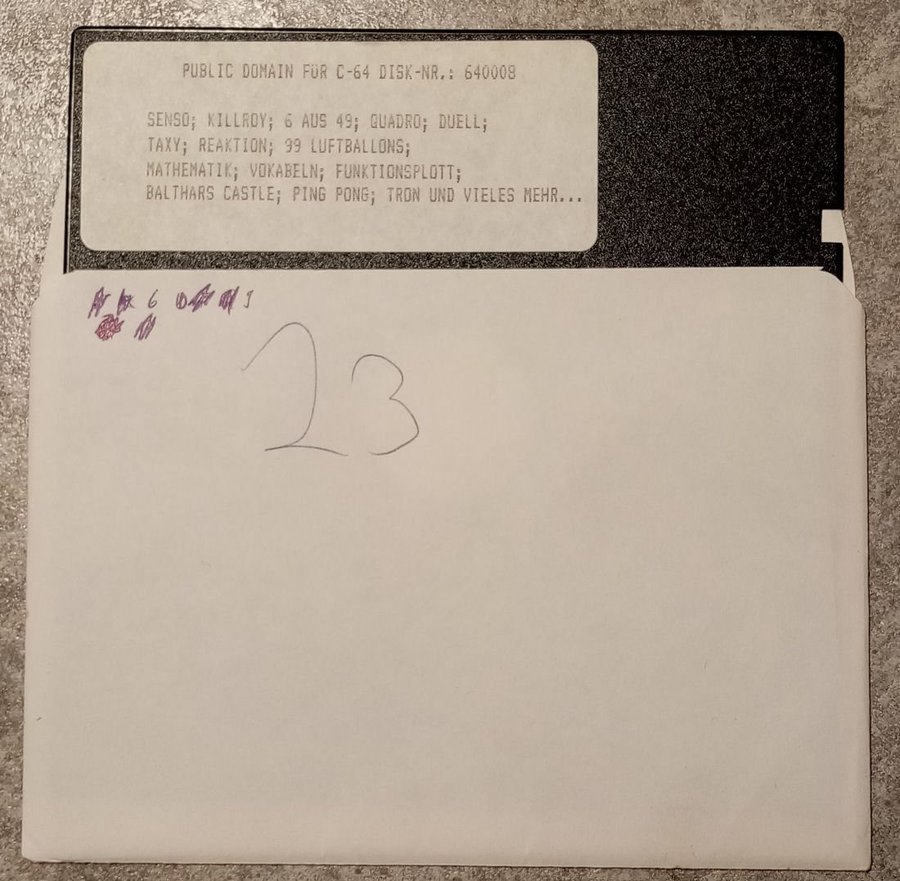 PUBLIC DOMAIN FÜR C-64 DISK-NR.: 640008
SENSO; KILLROY; 6 AUS 49; QUADRO; DUELL;
TAXY; REAKTION; 99 LUFTBALLONS;
MATHEMATIK; VOKABELN; FUNKTIONSPLOTT;
BALTHARS CASTLE; PING PONG; TRON UND VIELES MEHR...
6
23